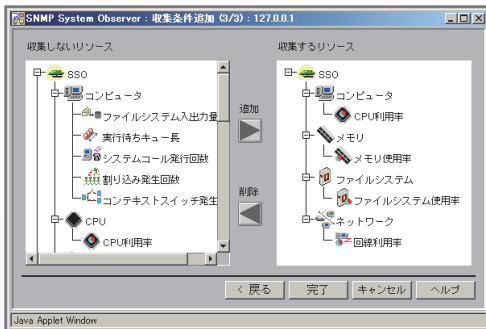 SNMP System Observer : 収集条件追加 (3/3) : 127.0.0.1
収集しないリソース
SSO
コンピュータ
ファイルシステム入出力量
実行待ちキュー長
システムコール発行回数
割り込み発生回数
コンテキストスイッチ発生
CPU
CPU利用率
追加
削除
収集するリソース
SSO
コンピュータ
CPU利用率
メモリ
メモリ使用率
ファイルシステム
ファイルシステム使用率
ネットワーク
回線利用率
< 戻る 完了 キャンセル ヘルプ
Java Applet Window